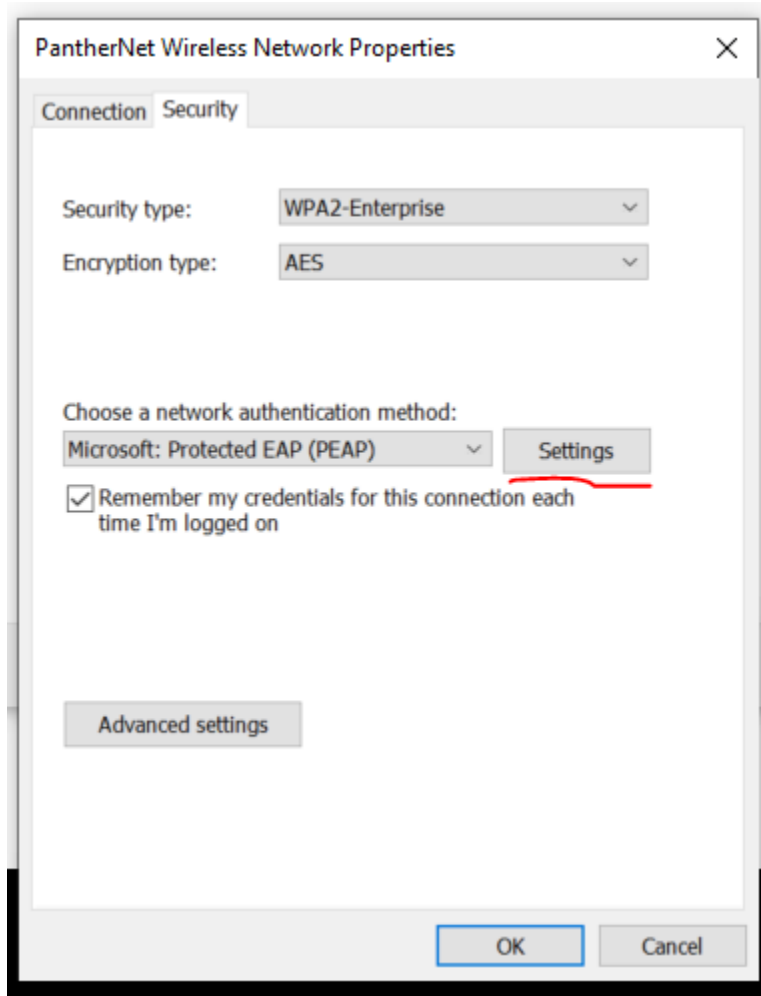 PantherNet Wireless Network Properties
Connection Security
Security type: WPA2-Enterprise
Encryption type: AES
Choose a network authentication method:
Microsoft: Protected EAP (PEAP) Settings
Remember my credentials for this connection each
time I'm logged on
Advanced settings
OK Cancel